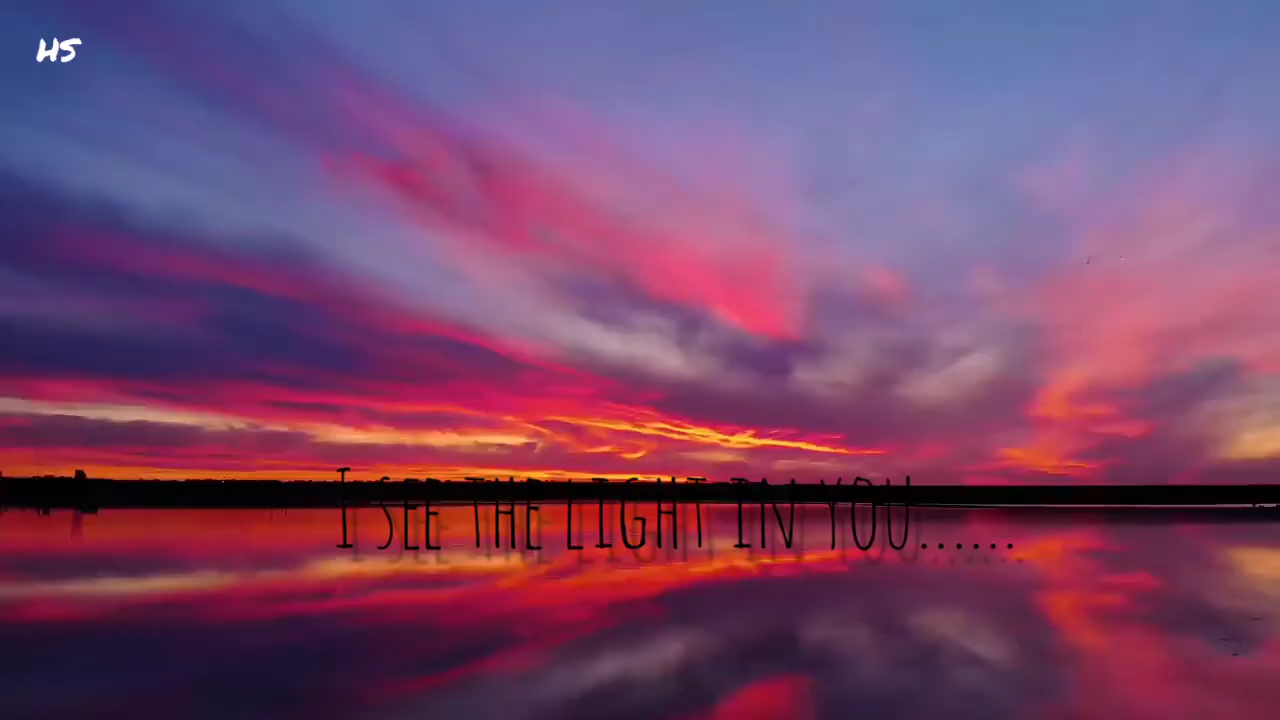 HS
I SEE THE LIGHT IN YOU......